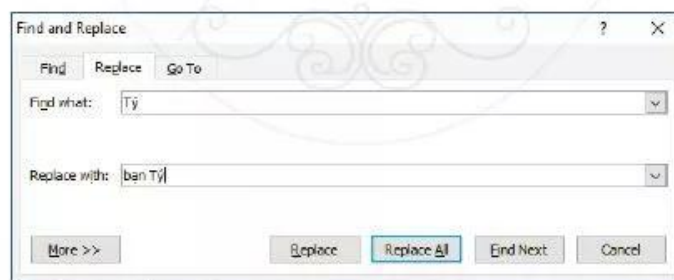 Find and Replace ? X
Find Replace Go To
Find what: Tý
Replace with: bạn Tý
More >> Replace Replace All Find Next Cancel